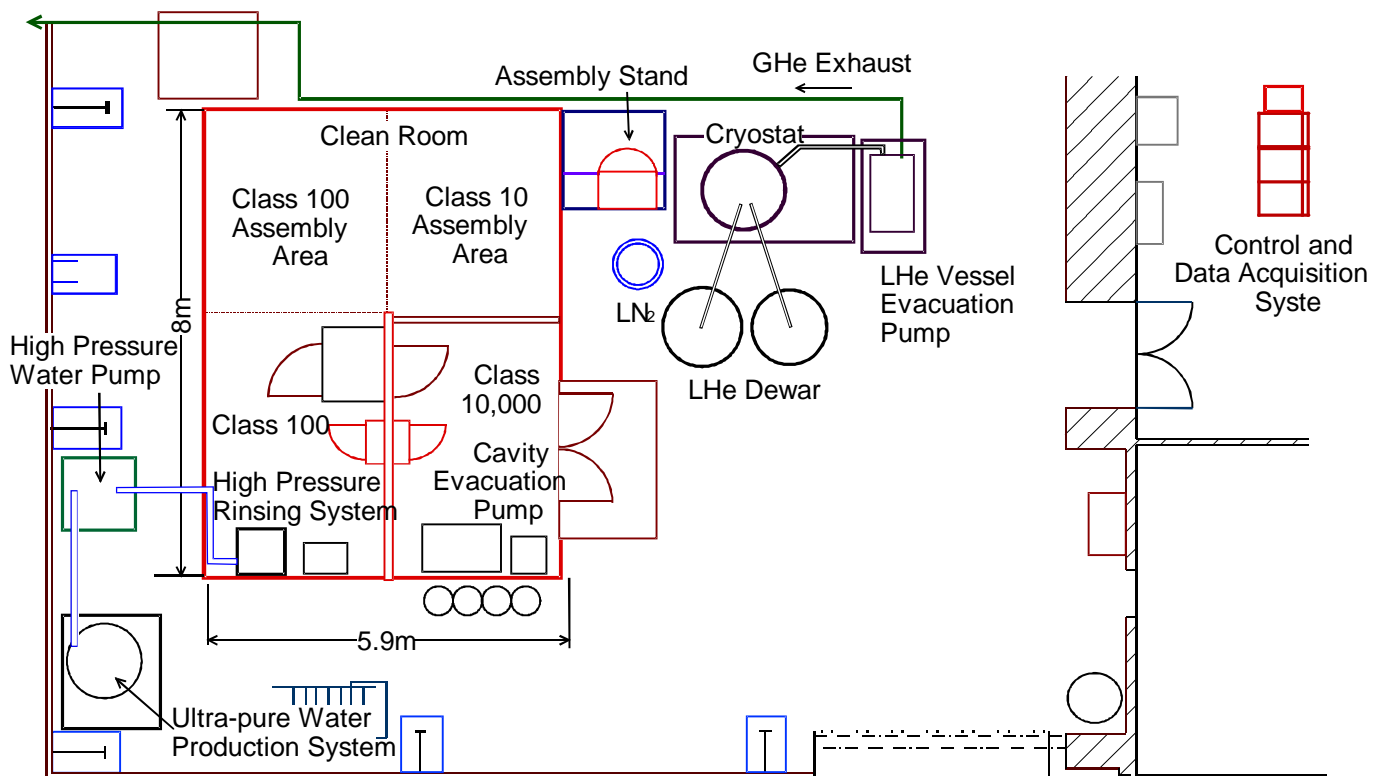 GHe Exhaust
Assembly Stand
Clean Room
Cryostat
Class 100
Assembly
Area
Class 10
Assembly
Area
8m
LN2
LHe Vessel
Evacuation
Pump
Control and
Data Acquisition
Syste
High Pressure
Water Pump
LHe Dewar
Class
10,000
Class 100
Cavity
Evacuation
Pump
High Pressure
Rinsing System
5.9m
Ultra-pure Water
Production System